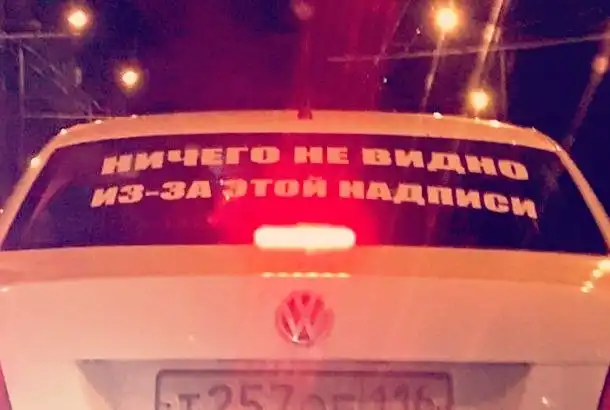 НИЧЕГО НЕ ВИДНО
ИЗ-ЗА ЭТОЙ НАДПИСИ